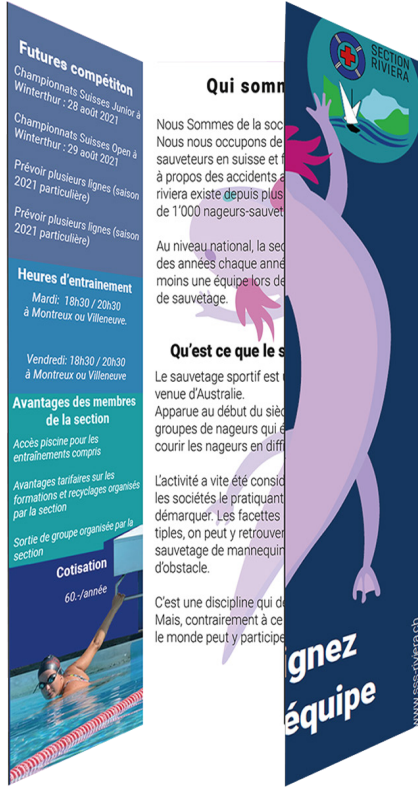 Futures compétiton
Championnats Suisses Junior à
Winterthur : 28 août 2021
Championnats Suisses Open à
Winterthur : 29 août 2021
Prévoir plusieurs lignes (saison
2021 particulière)
Prévoir plusieurs lignes (saison
2021 particulière)
Heures d'entrainement
Mardi: 18h30 / 20h30
à Montreux ou Villeneuve.
Vendredi: 18h30 / 20h30
à Montreux ou Villeneuve
Avantages des membres
de la section
Accès piscine pour les
entraînements compris
Avantages tarifaires sur les
formations et recyclages organisés
par la section
Sortie de groupe organisée par la
section
Cotisation
60.-/année
Qui somm
Nous Sommes de la soc
Nous nous occupons de
sauveteurs en suisse et f
à propos des accidents a
riviera existe depuis plus
de 1'000 nageurs-sauvet
Au niveau national, la sec
des années chaque anné
moins une équipe lors de
de sauvetage.
Qu'est ce que le s
Le sauvetage sportif est
venue d'Australie.
Apparue au début du sièc
groupes de nageurs qui é
courir les nageurs en diffi
L'activité a vite été consid
les sociétés le pratiquant
démarquer. Les facettes
tiples, on peut y retrouver
sauvetage de mannequin
d'obstacle.
C'est une discipline qui de
Mais, contrairement à ce
le monde peut y participe
SECTION
RIVIERA
ignez
équipe
www.sss-riviera.ch